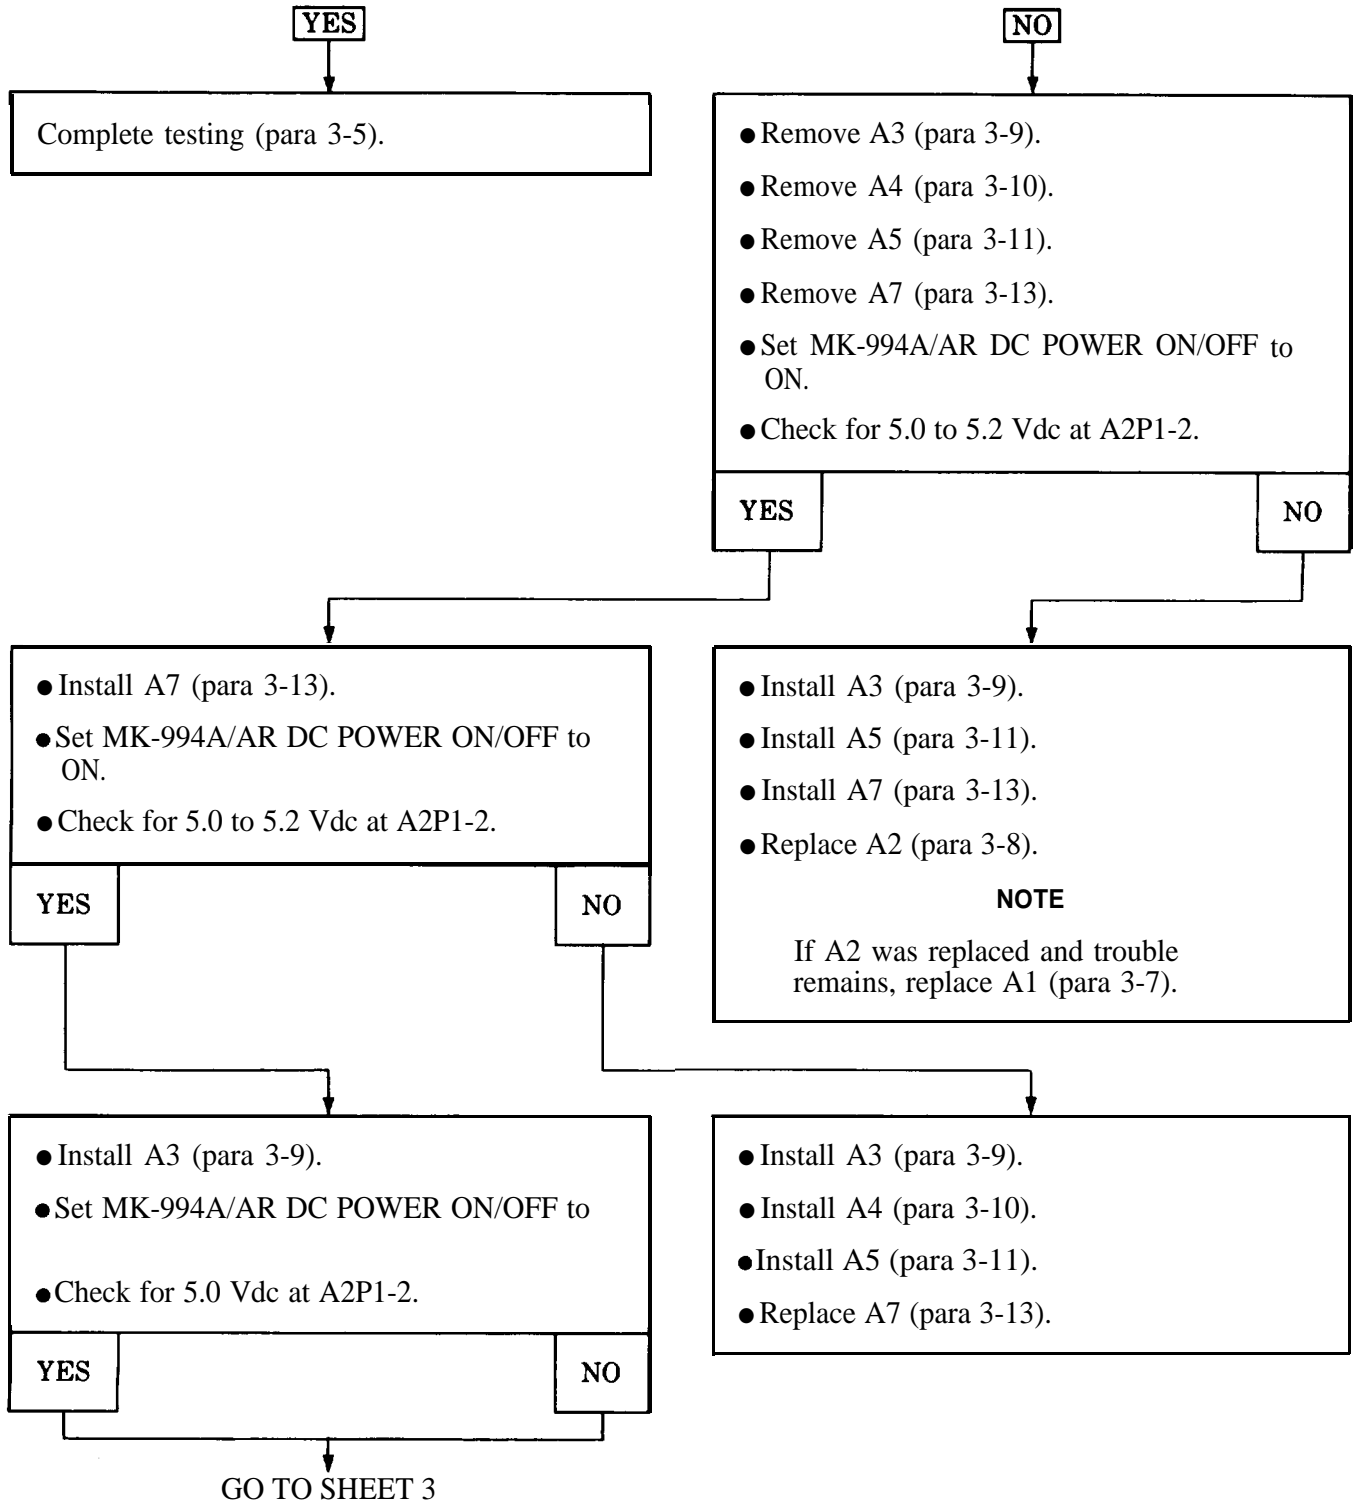 YES
Complete testing (para 3-5).
NO
● Remove A3 (para 3-9).
● Remove A4 (para 3-10).
● Remove A5 (para 3-11).
● Remove A7 (para 3-13).
● Set MK-994A/AR DC POWER ON/OFF to
ON.
● Check for 5.0 to 5.2 Vdc at A2P1-2.
YES
NO
● Install A7 (para 3-13).
● Set MK-994A/AR DC POWER ON/OFF to
ON.
● Check for 5.0 to 5.2 Vdc at A2P1-2.
YES
NO
● Install A3 (para 3-9).
● Install A5 (para 3-11).
● Install A7 (para 3-13).
● Replace A2 (para 3-8).
NOTE
If A2 was replaced and trouble
remains, replace A1 (para 3-7).
● Install A3 (para 3-9).
● Set MK-994A/AR DC POWER ON/OFF to
● Check for 5.0 Vdc at A2P1-2.
YES
NO
● Install A3 (para 3-9).
● Install A4 (para 3-10).
● Install A5 (para 3-11).
● Replace A7 (para 3-13).
GO TO SHEET 3